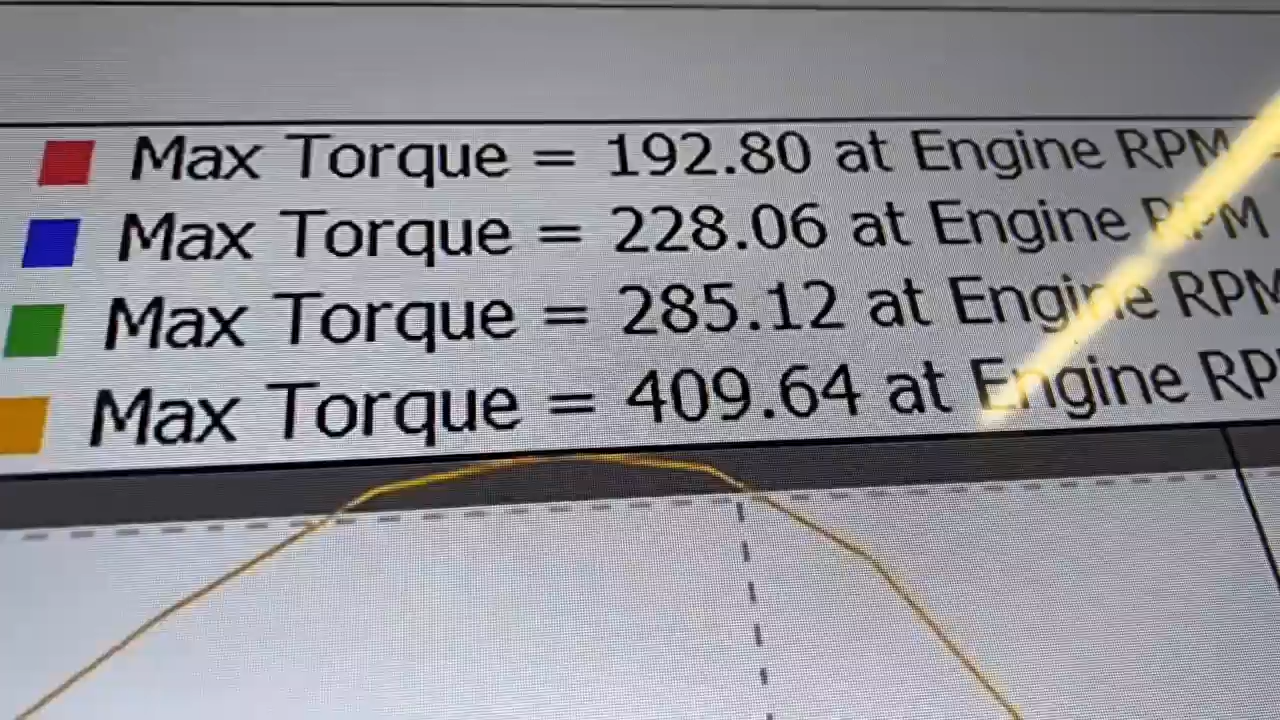 Max Torque = 192.80 at Engine RPM
Max Torque = 228.06 at Engine RPM
Max Torque = 285.12 at Engine RPM
Max Torque = 409.64 at Engine